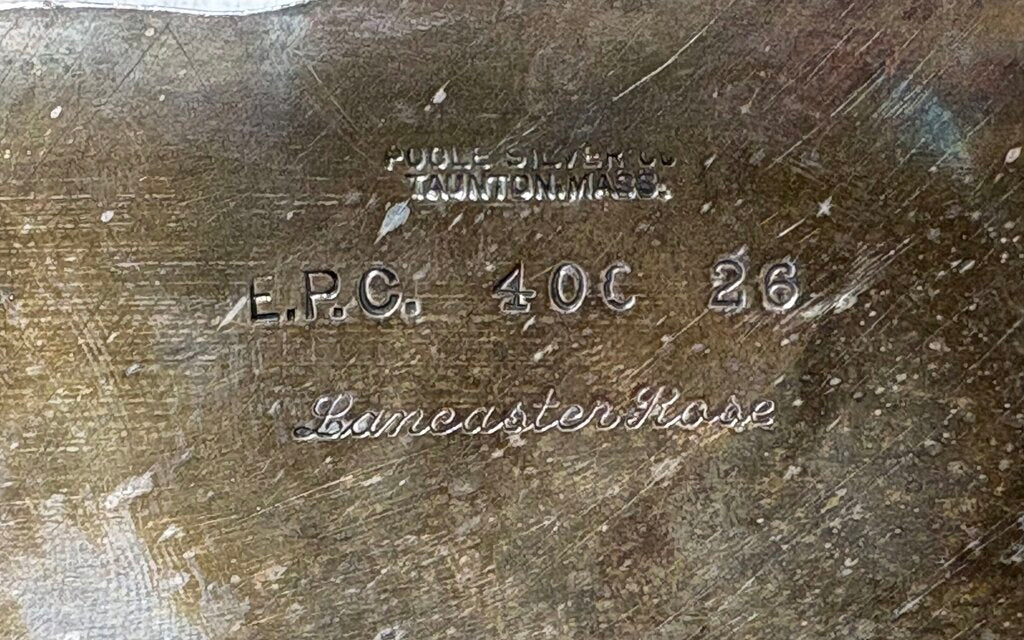 POOLE SILVER CO
TAUNTON, MASS.
E.P.C. 400 26
Lancaster Rose